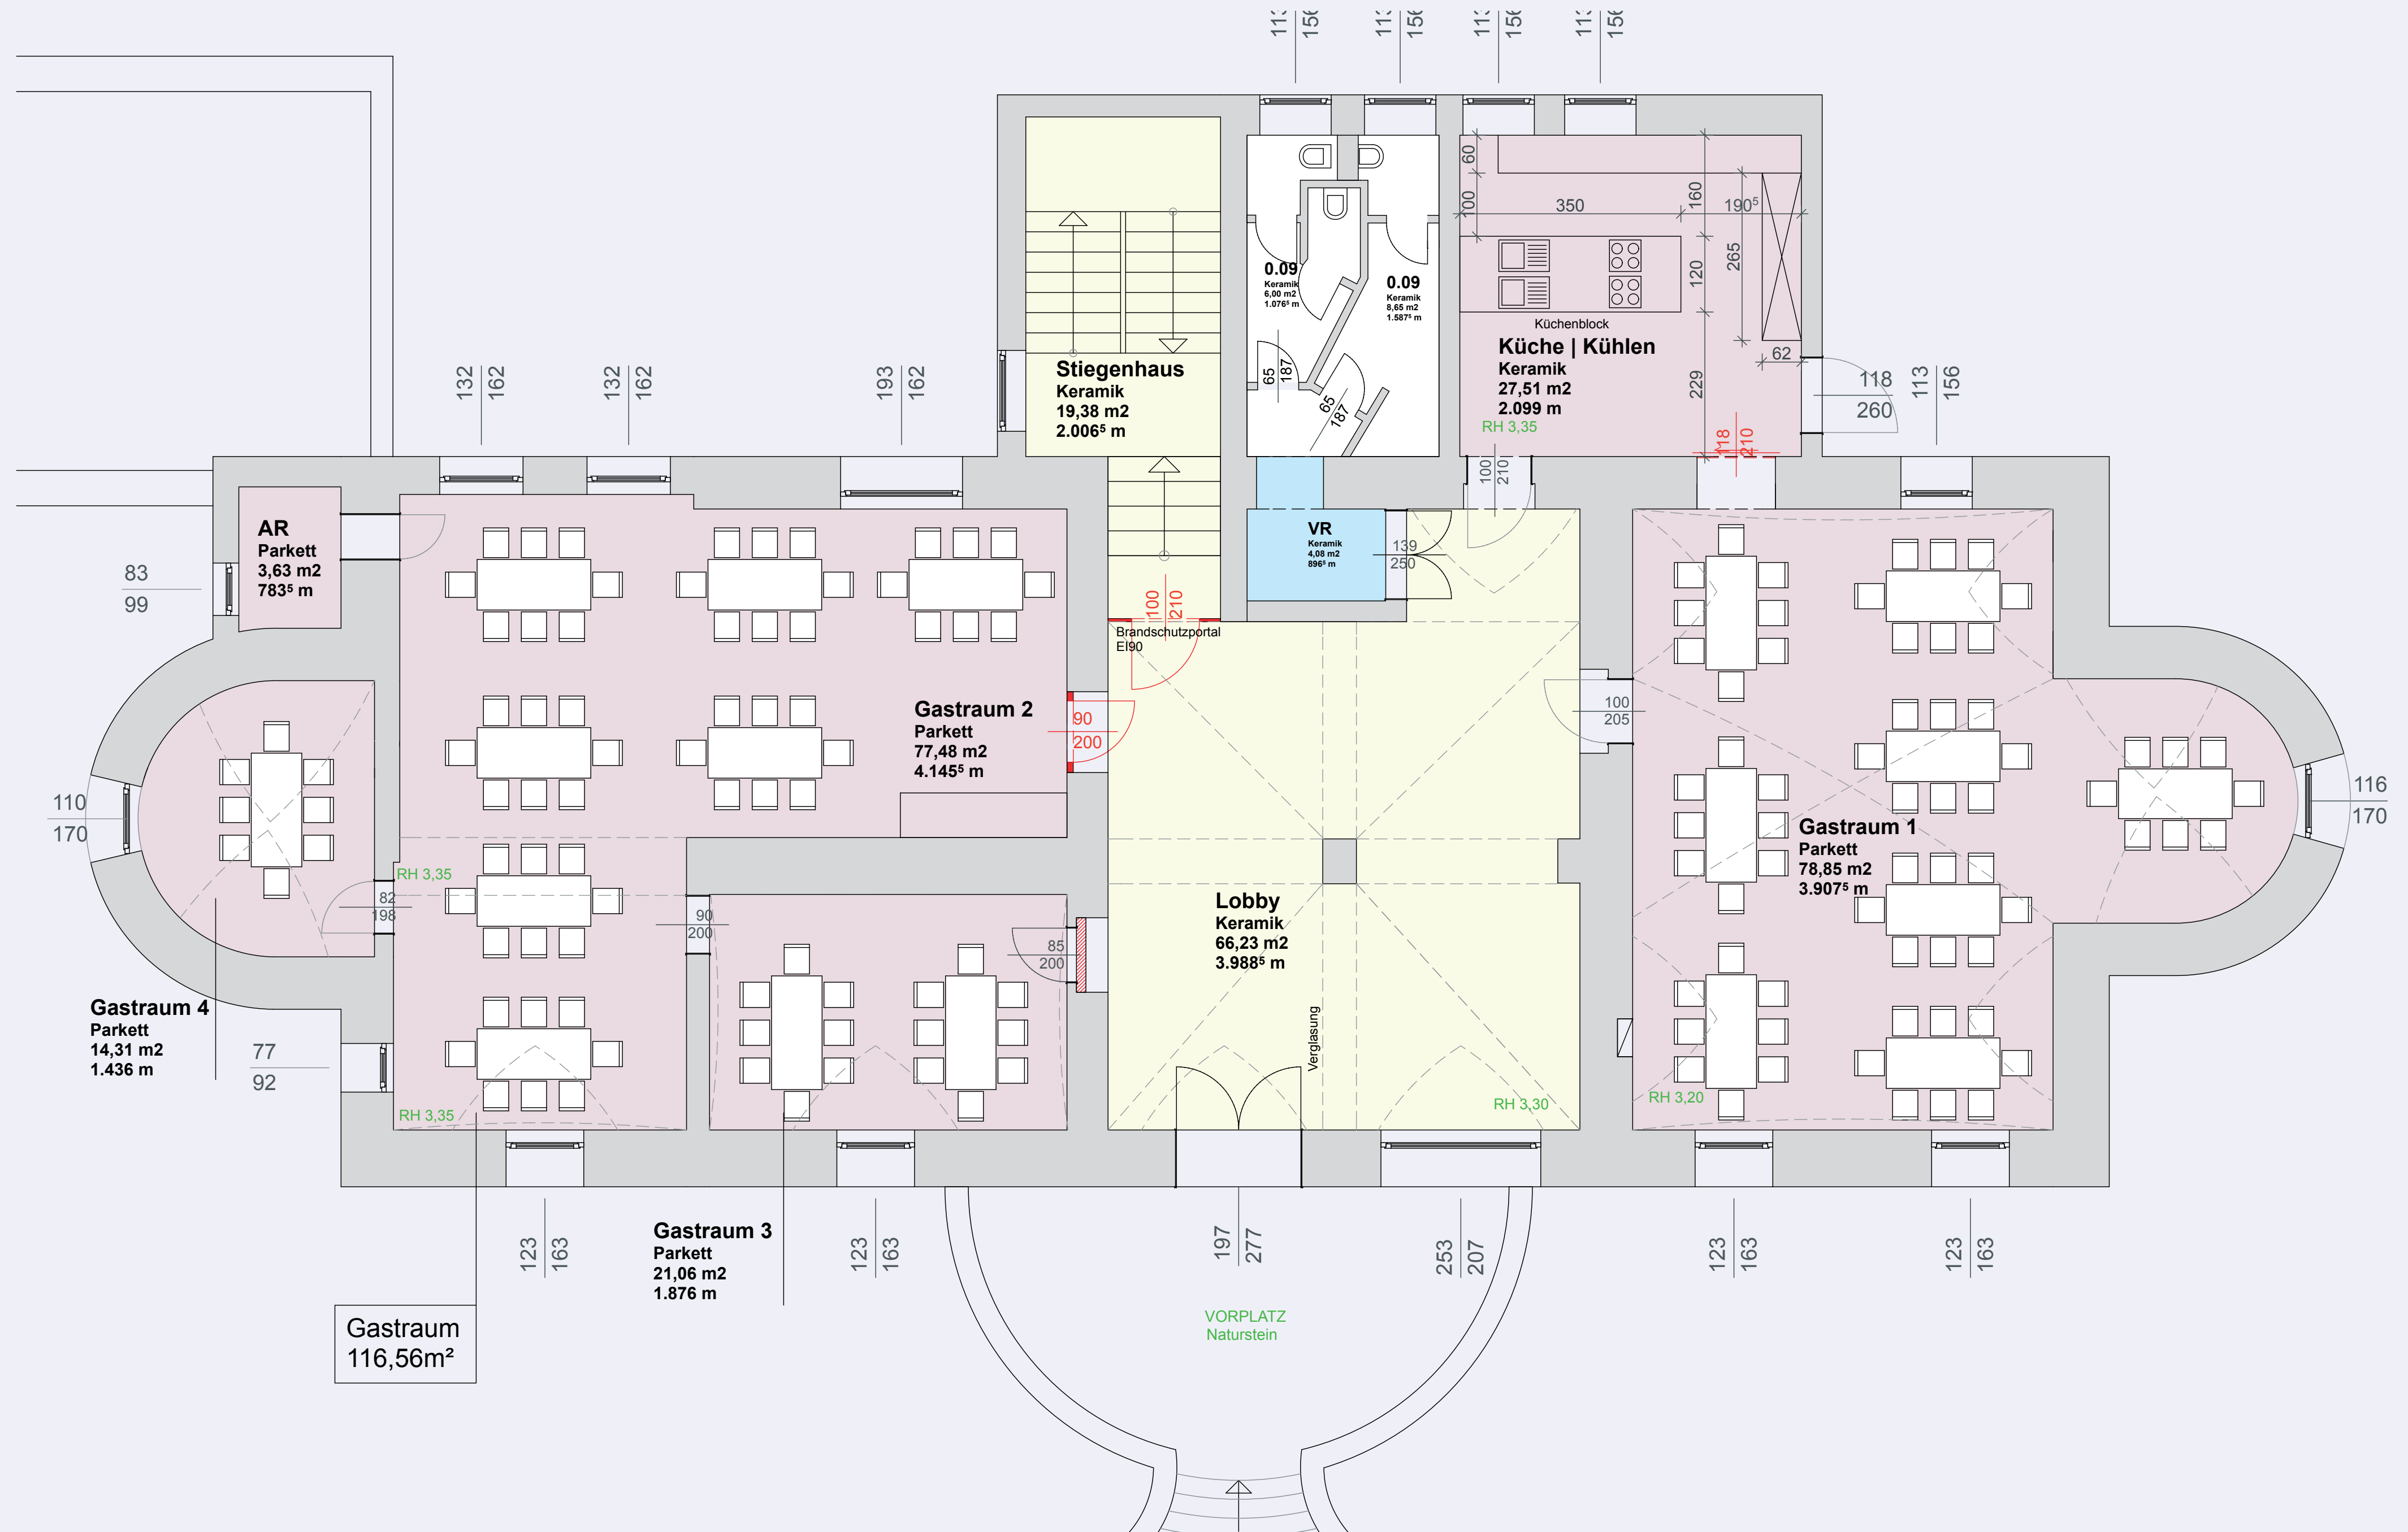 60
100
350
160
190⁵
265
120
62
229
Küchenblock
Küche | Kühlen
Keramik
27,51 m2
2.099 m
RH 3,35
118
210
118
260
113
156
0.09
Keramik
6,00 m2
1.076⁵ m
0.09
Keramik
8,65 m2
1.587⁵ m
65
187
65
187
Stiegenhaus
Keramik
19,38 m2
2.006⁵ m
132
162
132
162
193
162
100
210
AR
Parkett
3,63 m2
783⁵ m
83
99
VR
Keramik
4,08 m2
896⁵ m
139
250
100
210
Brandschutzportal
EI90
Gastraum 2
Parkett
77,48 m2
4.145⁵ m
90
200
100
205
110
170
116
170
Gastraum 1
Parkett
78,85 m2
3.907⁵ m
RH 3,35
82
198
90
200
85
200
Lobby
Keramik
66,23 m2
3.988⁵ m
Verglasung
Gastraum 4
Parkett
14,31 m2
1.436 m
77
92
RH 3,35
RH 3,30
RH 3,20
Gastraum 3
Parkett
21,06 m2
1.876 m
123
163
123
163
197
277
253
207
123
163
123
163
Gastraum
116,56m²
VORPLATZ
Naturstein